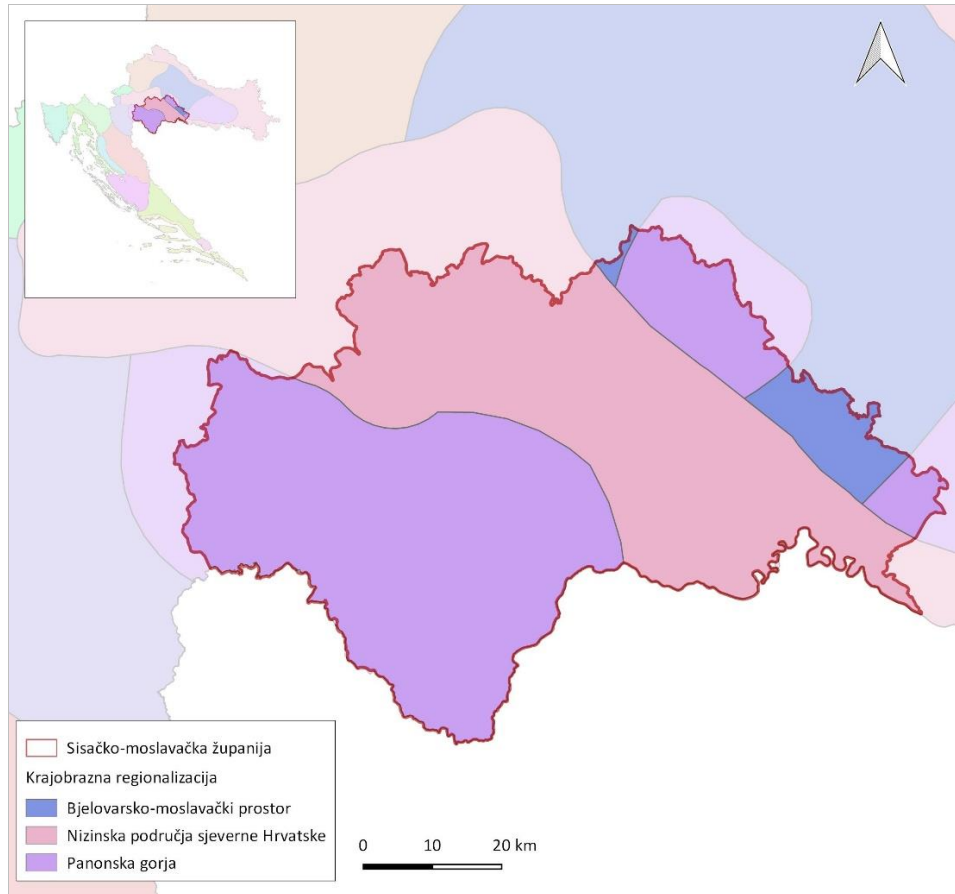 Sisačko-moslavačka županija
Krajobrazna regionalizacija
Bjelovarsko-moslavački prostor
Nizinska područja sjeverne Hrvatske
Panonska gorja
0 10 20 km